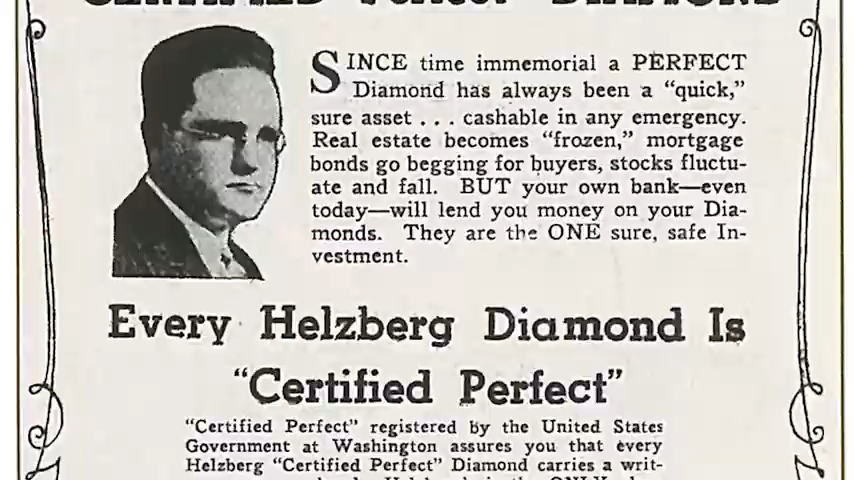 CERTIFIED Perfect DIAMOND
SINCE time immemorial a PERFECT
Diamond has always been a “quick,”
sure asset . . . cashable in any emergency.
Real estate becomes “frozen,” mortgage
bonds go begging for buyers, stocks fluctu-
ate and fall. BUT your own bank—even
today—will lend you money on your Dia-
monds. They are the ONE sure, safe In-
vestment.
Every Helzberg Diamond Is
“Certified Perfect”
“Certified Perfect” registered by the United States
Government at Washington assures you that every
Helzberg “Certified Perfect” Diamond carries a writ-